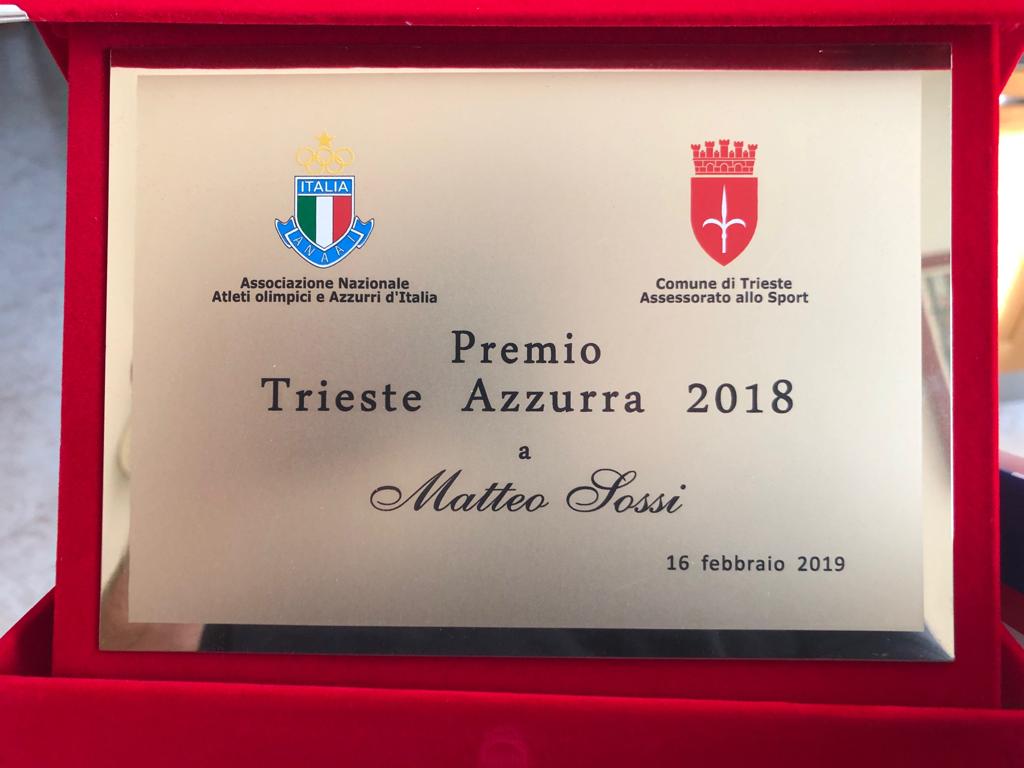 ITALIA
ANAAI
Associazione Nazionale
Atleti olimpici e Azzurri d'Italia
Comune di Trieste
Assessorato allo Sport
Premio
Trieste Azzurra 2018
a
Matteo Sossi
16 febbraio 2019